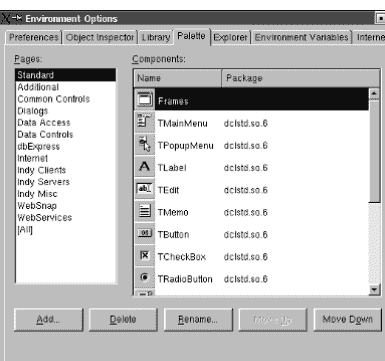 Environment Options
Preferences Object Inspector Library Palette Explorer Environment Variables Interne
Pages:
Standard
Additional
Common Controls
Dialogs
Data Access
Data Controls
dbExpress
Internet
Indy Clients
Indy Servers
Indy Misc
WebSnap
WebServices
[All]
Components:
Name Package
Frames
TMainMenu dclstd.so.6
TPopupMenu dclstd.so.6
TLabel dclstd.so.6
TEdit dclstd.so.6
TMemo dclstd.so.6
TButton dclstd.so.6
TCheckBox dclstd.so.6
TRadioButton dclstd.so.6
Add... Delete Rename... Move Up Move Down